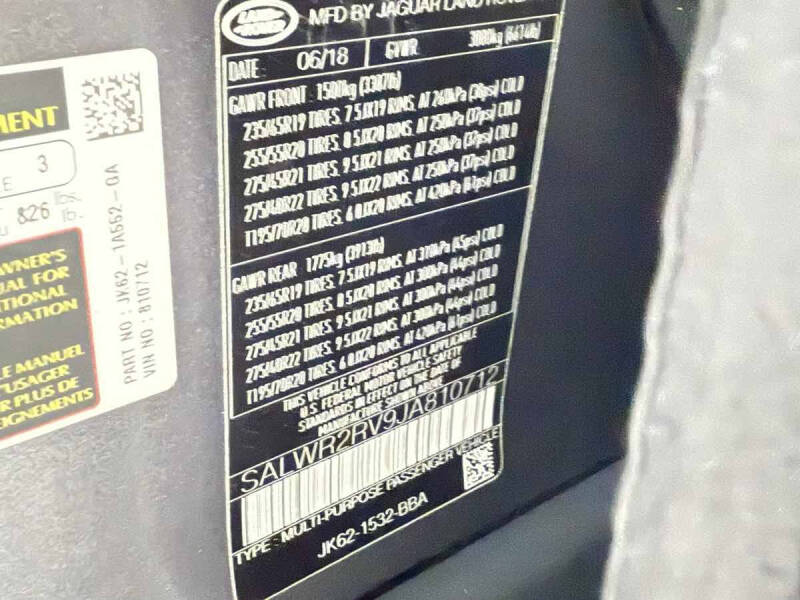 MENT
E 3
826 lbs.
lb.
OWNER'S
UAL FOR
ITIONAL
ORMATION
LE MANUEL
'USAGER
R PLUS DE
EIGNEMENTS
PART NO : JK62-1A552-0A
VIN NO : 810712
LAND ROVER
MFD BY JAGUAR LAND ROVER
DATE: 06/18 GVWR 3000kg (6614lb)
GAWR FRONT: 1500kg (3307lb)
235/65R19 TIRES, 7.5JX19 RIMS, AT 260kPa (38psi) COLD
255/55R20 TIRES, 8.5JX20 RIMS, AT 250kPa (37psi) COLD
275/45R21 TIRES, 9.5JX21 RIMS, AT 250kPa (37psi) COLD
275/40R22 TIRES, 9.5JX22 RIMS, AT 250kPa (37psi) COLD
T195/70R20 TIRES, 6.0JX20 RIMS, AT 420kPa (61psi) COLD
GAWR REAR : 1775kg (3913lb)
235/65R19 TIRES, 7.5JX19 RIMS, AT 310kPa (45psi) COLD
255/55R20 TIRES, 8.5JX20 RIMS, AT 300kPa (44psi) COLD
275/45R21 TIRES, 9.5JX21 RIMS, AT 300kPa (44psi) COLD
275/40R22 TIRES, 9.5JX22 RIMS, AT 300kPa (44psi) COLD
T195/70R20 TIRES, 6.0JX20 RIMS, AT 420kPa (61psi) COLD
THIS VEHICLE CONFORMS TO ALL APPLICABLE
U.S. FEDERAL MOTOR VEHICLE SAFETY
STANDARDS IN EFFECT ON THE DATE OF
MANUFACTURE SHOWN ABOVE
SALWR2RV9JA810712
TYPE : MULTI-PURPOSE PASSENGER VEHICLE
JK62-1532-BBA